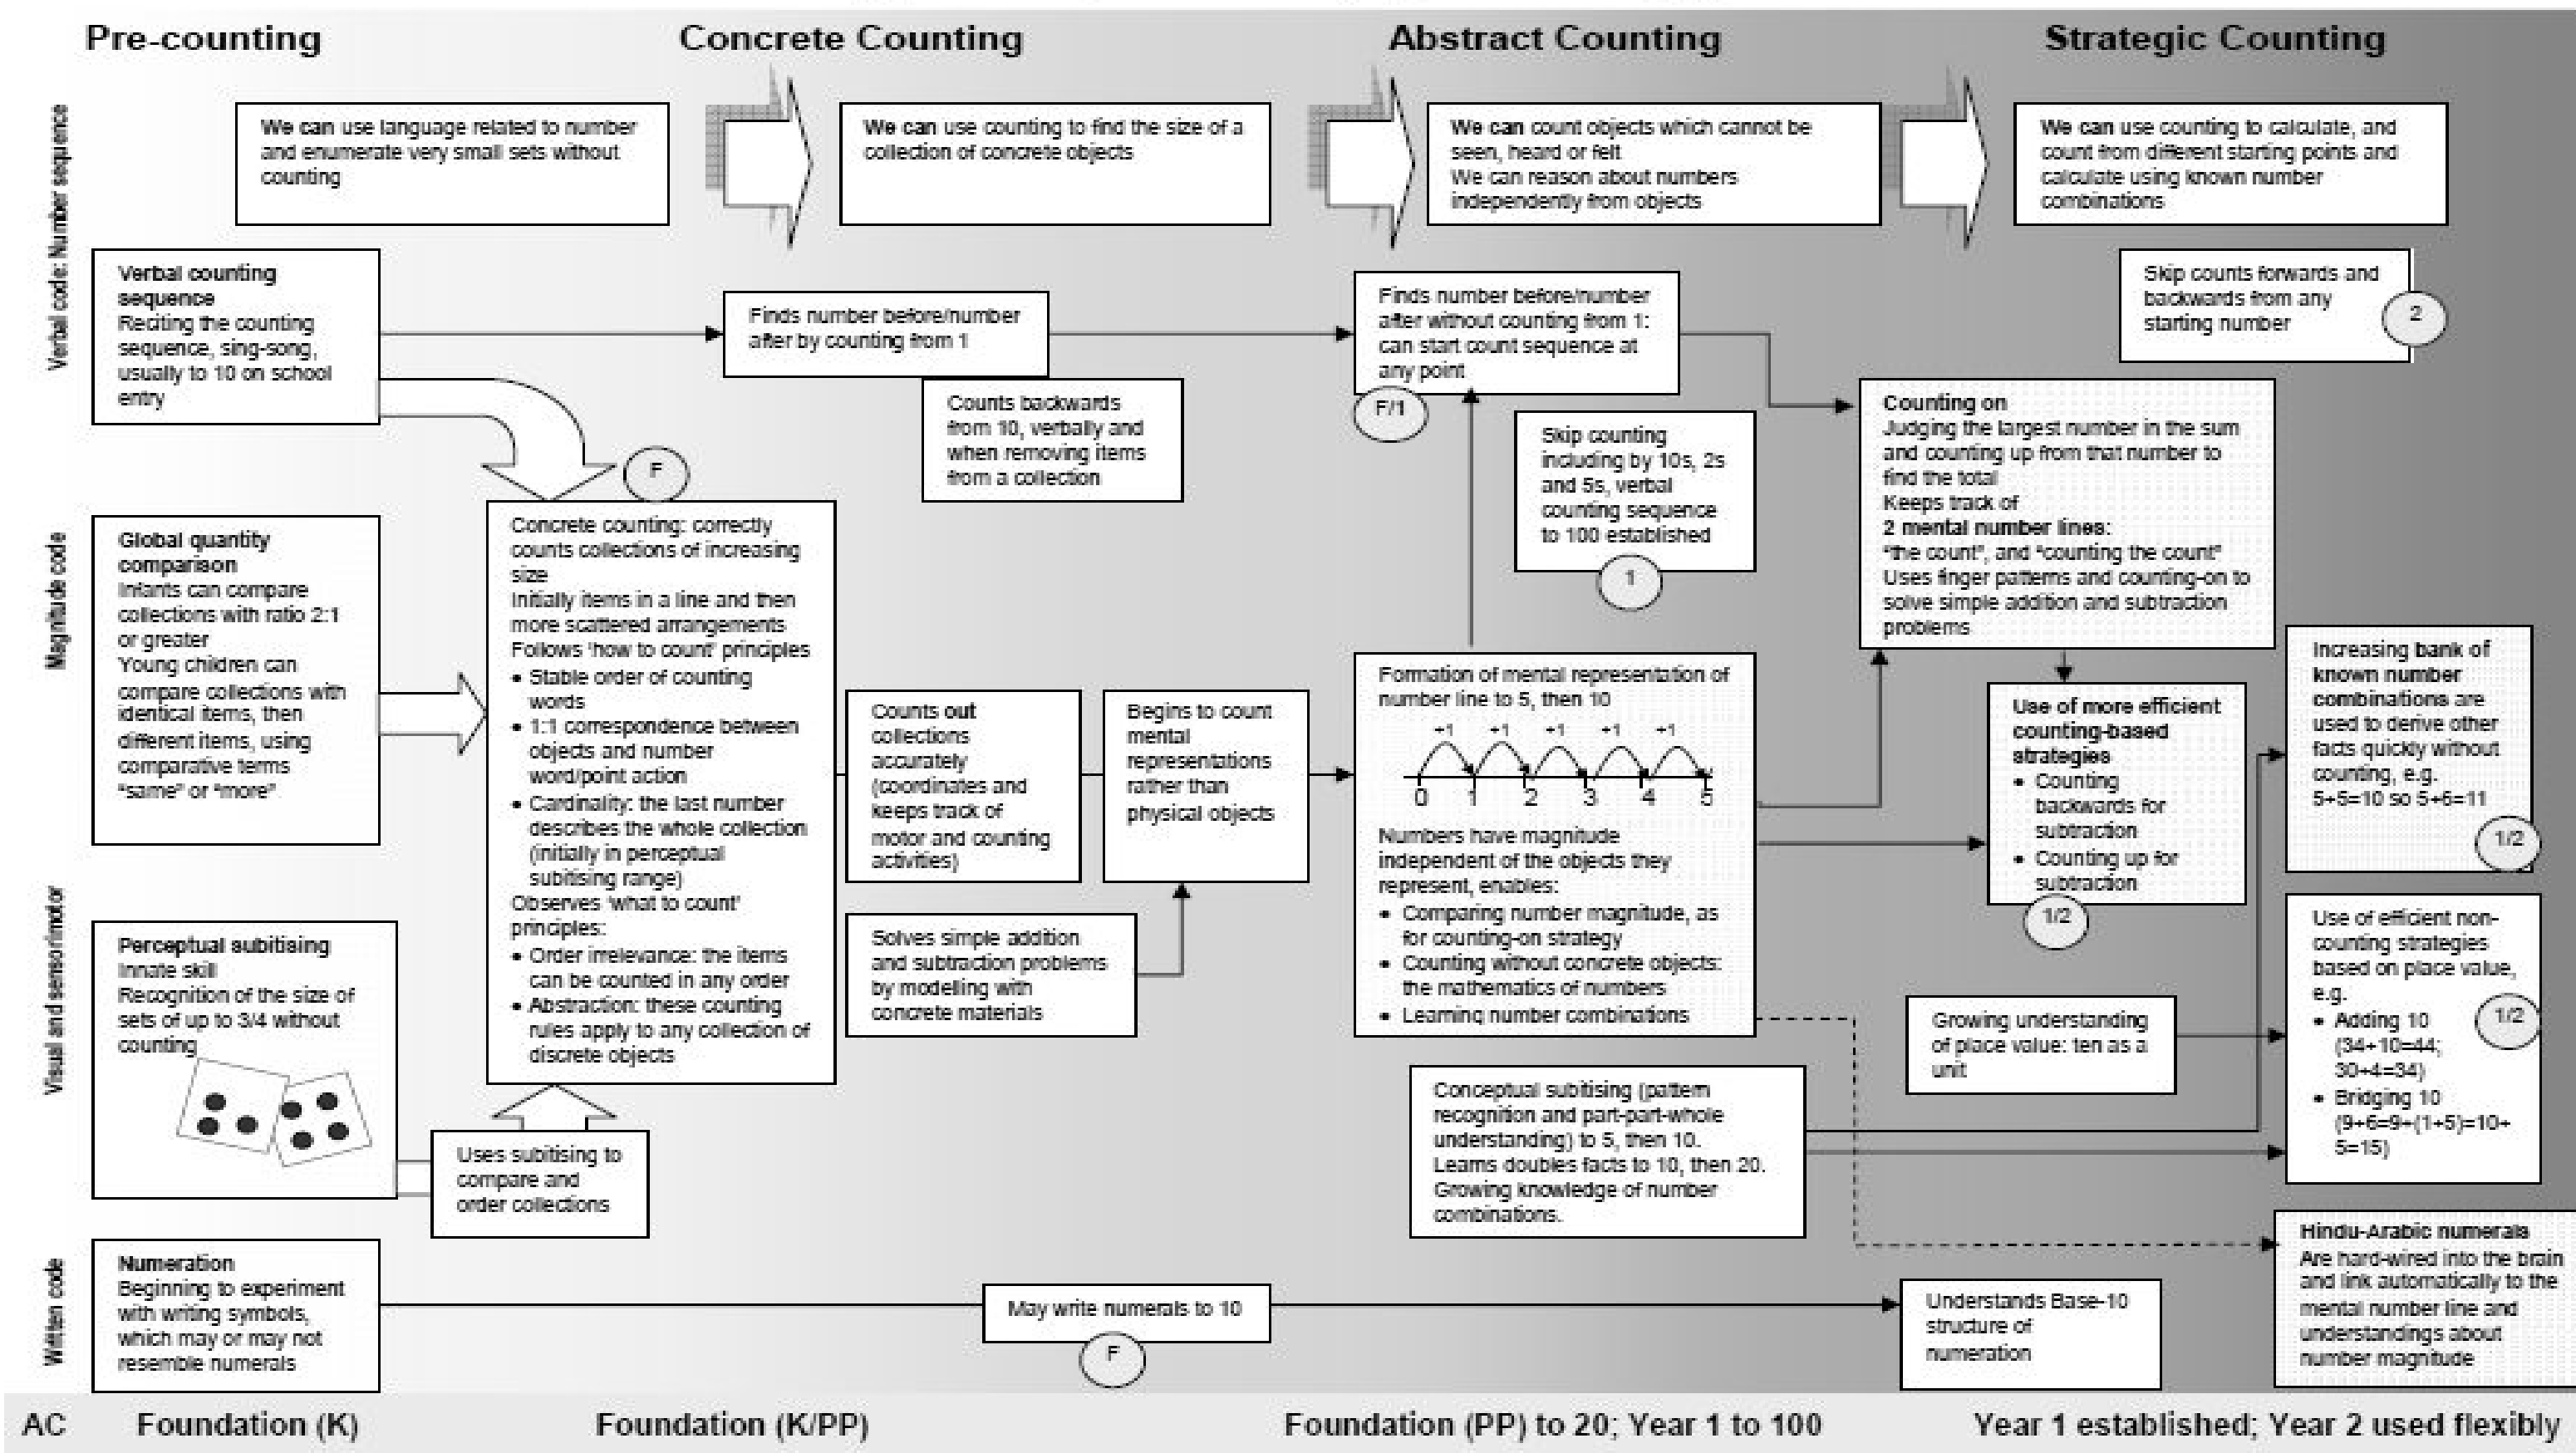 Pre-counting
Concrete Counting
Abstract Counting
Strategic Counting
Verbal code: Number sequence
We can use language related to number
and enumerate very small sets without
counting
We can use counting to find the size of a
collection of concrete objects
We can count objects which cannot be
seen, heard or felt
We can reason about numbers
independently from objects
We can use counting to calculate, and
count from different starting points and
calculate using known number
combinations
Verbal counting
sequence
Reciting the counting
sequence, sing-song,
usually to 10 on school
entry
Finds number before/number
after by counting from 1
Counts backwards
from 10, verbally and
when removing items
from a collection
Finds number before/number
after without counting from 1:
can start count sequence at
any point
F/1
Skip counting
including by 10s, 2s
and 5s, verbal
counting sequence
to 100 established
1
Skip counts forwards and
backwards from any
starting number
2
Counting on
Judging the largest number in the sum
and counting up from that number to
find the total
Keeps track of
2 mental number lines:
"the count", and "counting the count"
Uses finger patterns and counting-on to
solve simple addition and subtraction
problems
Magnitude code
Global quantity
comparison
Infants can compare
collections with ratio 2:1
or greater
Young children can
compare collections with
identical items, then
different items, using
comparative terms
"same" or "more"
F
Concrete counting: correctly
counts collections of increasing
size
Initially items in a line and then
more scattered arrangements
Follows 'how to count' principles
• Stable order of counting
words
• 1:1 correspondence between
objects and number
word/point action
• Cardinality: the last number
describes the whole collection
(initially in perceptual
subitising range)
Observes 'what to count'
principles:
• Order irrelevance: the items
can be counted in any order
• Abstraction: these counting
rules apply to any collection of
discrete objects
Counts out
collections
accurately
(coordinates and
keeps track of
motor and counting
activities)
Begins to count
mental
representations
rather than
physical objects
Solves simple addition
and subtraction problems
by modelling with
concrete materials
Formation of mental representation of
number line to 5, then 10
+1 +1 +1 +1 +1
0 1 2 3 4 5
Numbers have magnitude
independent of the objects they
represent, enables:
• Comparing number magnitude, as
for counting-on strategy
• Counting without concrete objects:
the mathematics of numbers
• Learning number combinations
Use of more efficient
counting-based
strategies
• Counting
backwards for
subtraction
• Counting up for
subtraction
1/2
Increasing bank of
known number
combinations are
used to derive other
facts quickly without
counting, e.g.
5+5=10 so 5+6=11
1/2
Visual and sensorimotor
Perceptual subitising
Innate skill
Recognition of the size of
sets of up to 3/4 without
counting
Uses subitising to
compare and
order collections
Conceptual subitising (pattern
recognition and part-part-whole
understanding) to 5, then 10.
Learns doubles facts to 10, then 20.
Growing knowledge of number
combinations.
Growing understanding
of place value: ten as a
unit
Use of efficient non-
counting strategies
based on place value,
e.g.
• Adding 10
(34+10=44;
30+4=34)
• Bridging 10
(9+6=9+(1+5)=10+
5=15)
1/2
Written code
Numeration
Beginning to experiment
with writing symbols,
which may or may not
resemble numerals
May write numerals to 10
F
Understands Base-10
structure of
numeration
Hindu-Arabic numerals
Are hard-wired into the brain
and link automatically to the
mental number line and
understandings about
number magnitude
AC
Foundation (K)
Foundation (K/PP)
Foundation (PP) to 20; Year 1 to 100
Year 1 established; Year 2 used flexibly